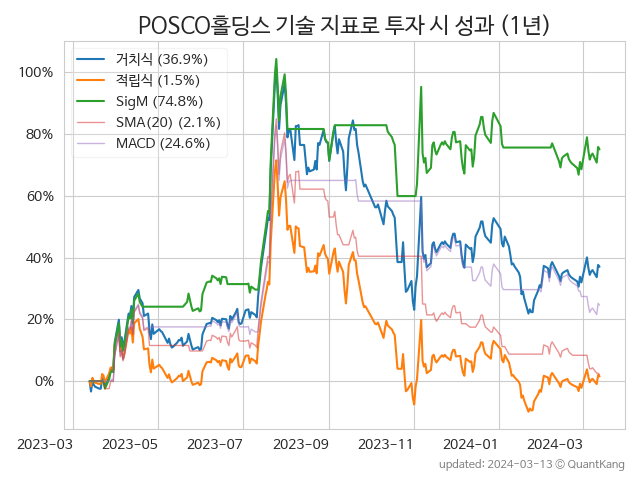 POSCO홀딩스 기술 지표로 투자 시 성과 (1년)
거치식 (36.9%)
적립식 (1.5%)
SigM (74.8%)
SMA(20) (2.1%)
MACD (24.6%)
100%
80%
60%
40%
20%
0%
2023-03 2023-05 2023-07 2023-09 2023-11 2024-01 2024-03
updated: 2024-03-13 ⓒ QuantKang